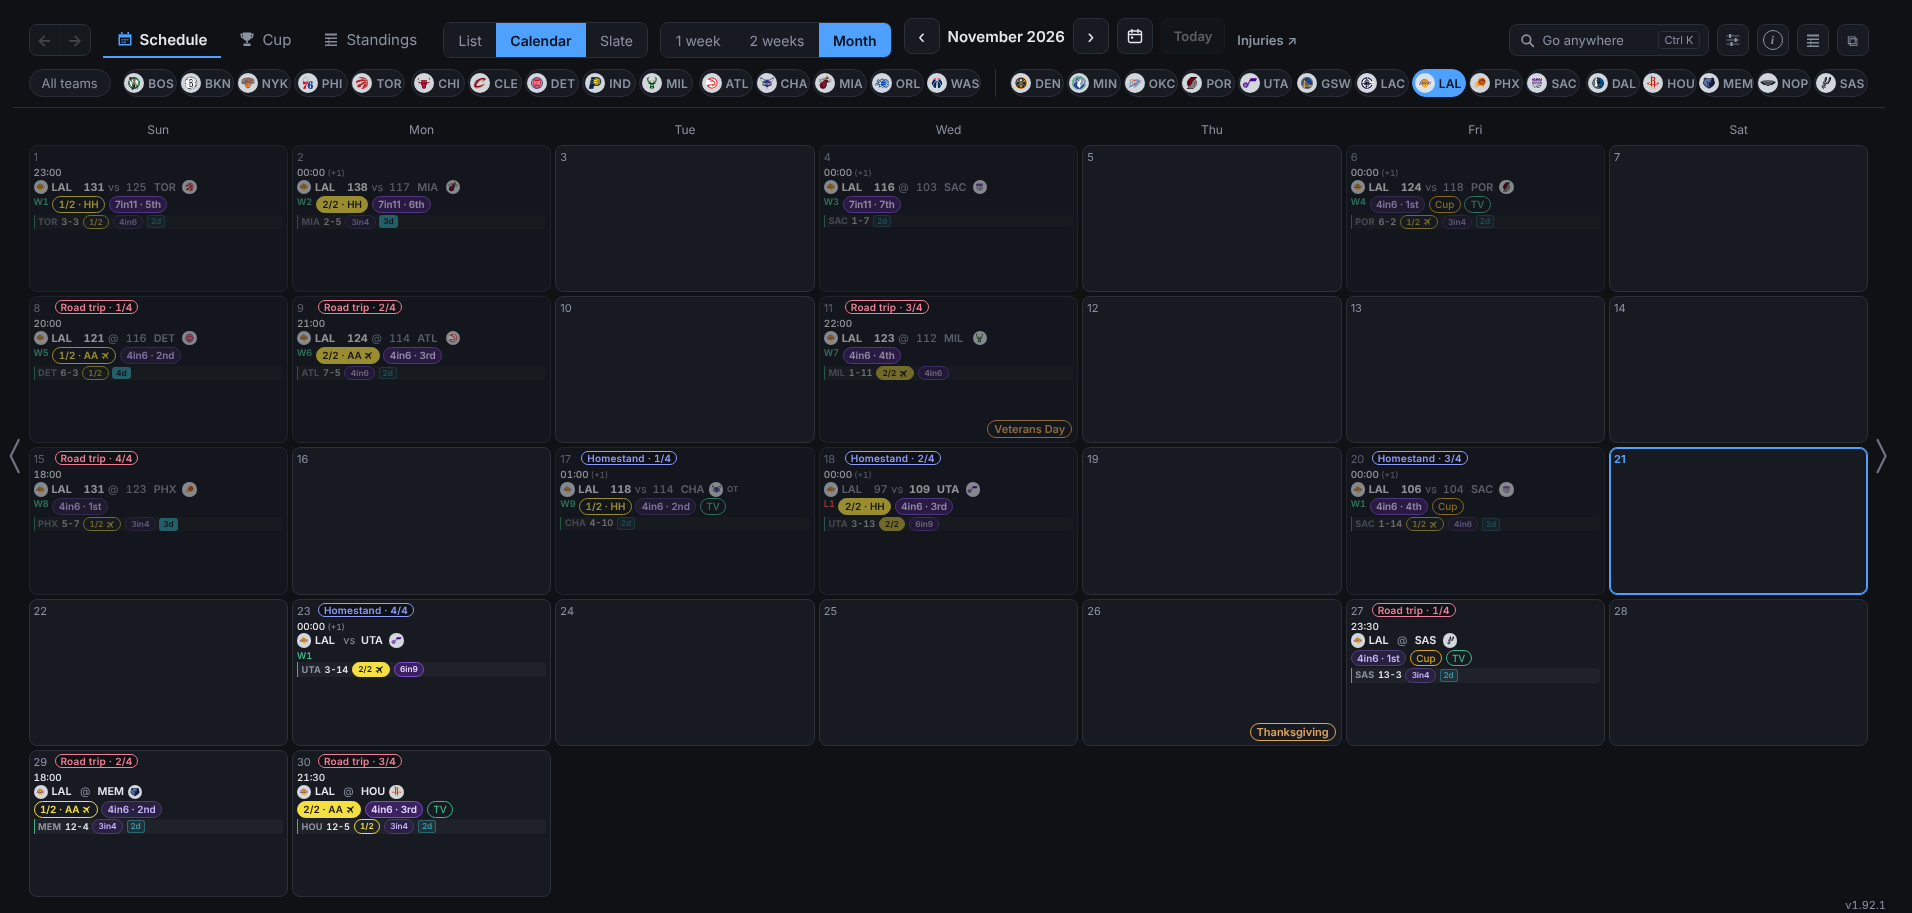 Schedule Cup Standings List Calendar Slate 1 week 2 weeks Month ‹ November 2026 › Today Injuries ↗ Go anywhere Ctrl K
All teams BOS BKN NYK PHI TOR CHI CLE DET IND MIL ATL CHA MIA ORL WAS DEN MIN OKC POR UTA GSW LAC LAL PHX SAC DAL HOU MEM NOP SAS
Sun Mon Tue Wed Thu Fri Sat
1
23:00
LAL 131 vs 125 TOR
W1 1/2 · HH 7in11 · 5th
TOR 3-3 1/2 4in6 2d
2
00:00 (+1)
LAL 138 vs 117 MIA
W2 2/2 · HH 7in11 · 6th
MIA 2-5 3in4 3d
3
4
00:00 (+1)
LAL 116 @ 103 SAC
W3 7in11 · 7th
SAC 1-7 2d
5
6
00:00 (+1)
LAL 124 vs 118 POR
W4 4in6 · 1st Cup TV
POR 6-2 1/2 3in4 2d
7
8 Road trip · 1/4
20:00
LAL 121 @ 116 DET
W5 1/2 · AA 4in6 · 2nd
DET 6-3 1/2 4d
9 Road trip · 2/4
21:00
LAL 124 @ 114 ATL
W6 2/2 · AA 4in6 · 3rd
ATL 7-5 4in6 2d
10
11 Road trip · 3/4
22:00
LAL 123 @ 112 MIL
W7 4in6 · 4th
MIL 1-11 2/2 4in6
Veterans Day
12
13
14
15 Road trip · 4/4
18:00
LAL 131 @ 123 PHX
W8 4in6 · 1st
PHX 5-7 1/2 3in4 3d
16
17 Homestand · 1/4
01:00 (+1)
LAL 118 vs 114 CHA OT
W9 1/2 · HH 4in6 · 2nd TV
CHA 4-10 2d
18 Homestand · 2/4
00:00 (+1)
LAL 97 vs 109 UTA
L1 2/2 · HH 4in6 · 3rd
UTA 3-13 2/2 6in9
19
20 Homestand · 3/4
00:00 (+1)
LAL 106 vs 104 SAC
W1 4in6 · 4th Cup
SAC 1-14 1/2 4in6 2d
21
22
23 Homestand · 4/4
00:00 (+1)
LAL vs UTA
W1
UTA 3-14 2/2 6in9
24
25
26
Thanksgiving
27 Road trip · 1/4
23:30
LAL @ SAS
4in6 · 1st Cup TV
SAS 13-3 3in4 2d
28
29 Road trip · 2/4
18:00
LAL @ MEM
1/2 · AA 4in6 · 2nd
MEM 12-4 3in4 2d
30 Road trip · 3/4
21:30
LAL @ HOU
2/2 · AA 4in6 · 3rd TV
HOU 12-5 1/2 3in4 2d
v1.92.1